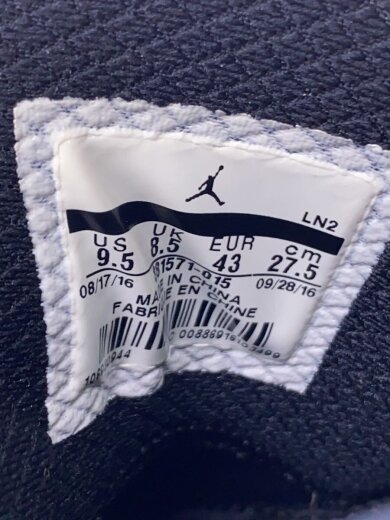 LN2
US UK EUR cm
9.5 8.5 43 27.5
08/17/16 09/28/16
MADE IN CHINA
FABRIQUE EN CHINE